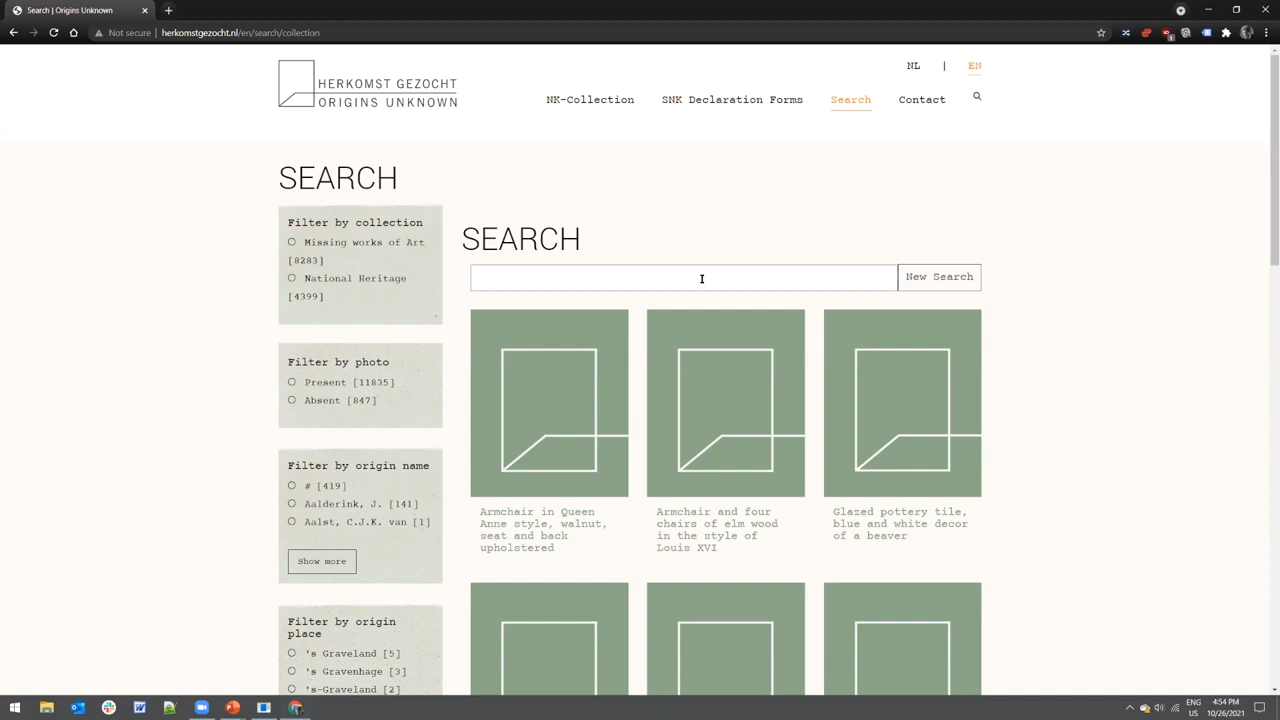 Search | Origins Unknown
Not secure | herkomstgezocht.nl/en/search/collection
HERKOMST GEZOCHT
ORIGINS UNKNOWN
NL | EN
NK-Collection SNK Declaration Forms Search Contact
SEARCH
Filter by collection
Missing works of Art
[8283]
National Heritage
[4399]
Filter by photo
Present [11835]
Absent [847]
Filter by origin name
# [419]
Aalderink, J. [141]
Aalst, C.J.K. van [1]
Show more
Filter by origin
place
's Graveland [5]
's Gravenhage [3]
's-Graveland [2]
SEARCH
New Search
Armchair in Queen
Anne style, walnut,
seat and back
upholstered
Armchair and four
chairs of elm wood
in the style of
Louis XVI
Glazed pottery tile,
blue and white decor
of a beaver
ENG
US
4:54 PM
10/26/2021